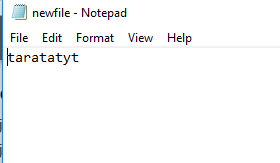 newfile - Notepad
File Edit Format View Help
taratatyt